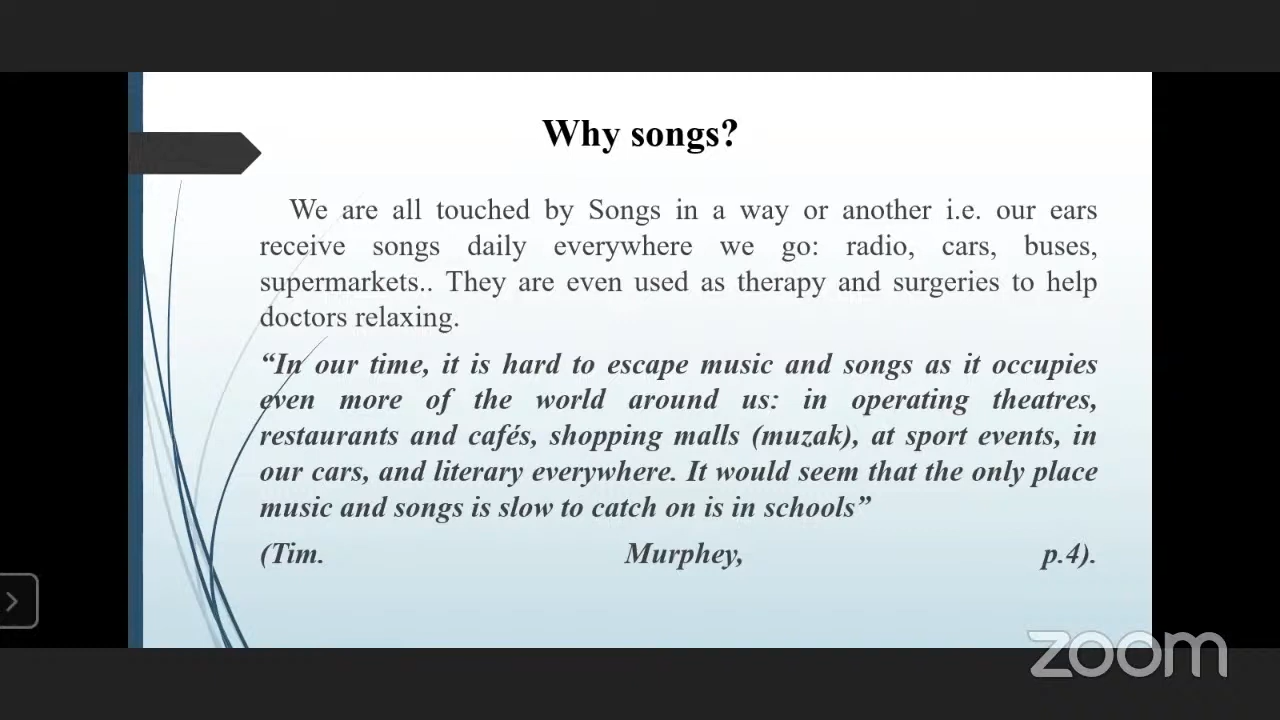 Why songs?
We are all touched by Songs in a way or another i.e. our ears
receive songs daily everywhere we go: radio, cars, buses,
supermarkets.. They are even used as therapy and surgeries to help
doctors relaxing.
“In our time, it is hard to escape music and songs as it occupies
even more of the world around us: in operating theatres,
restaurants and cafés, shopping malls (muzak), at sport events, in
our cars, and literary everywhere. It would seem that the only place
music and songs is slow to catch on is in schools”
(Tim. Murphey, p.4).
zoom